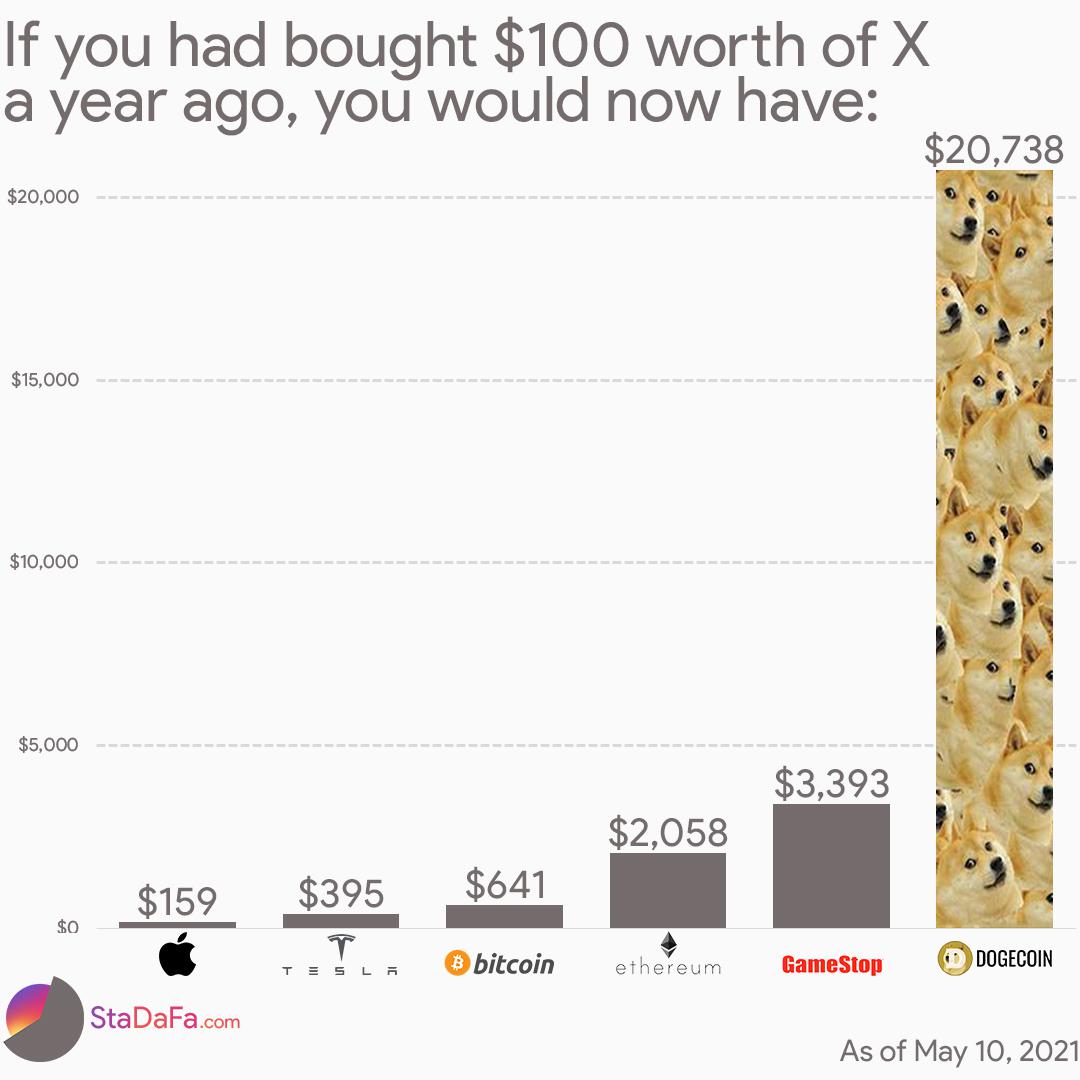 If you had bought $100 worth of X
a year ago, you would now have:
$20,738
$20,000
$15,000
$10,000
$5,000
$3,393
$2,058
$641
$395
$159
$0
TESLA
bitcoin
ethereum
GameStop
DOGECOIN
StaDaFa.com
As of May 10, 2021